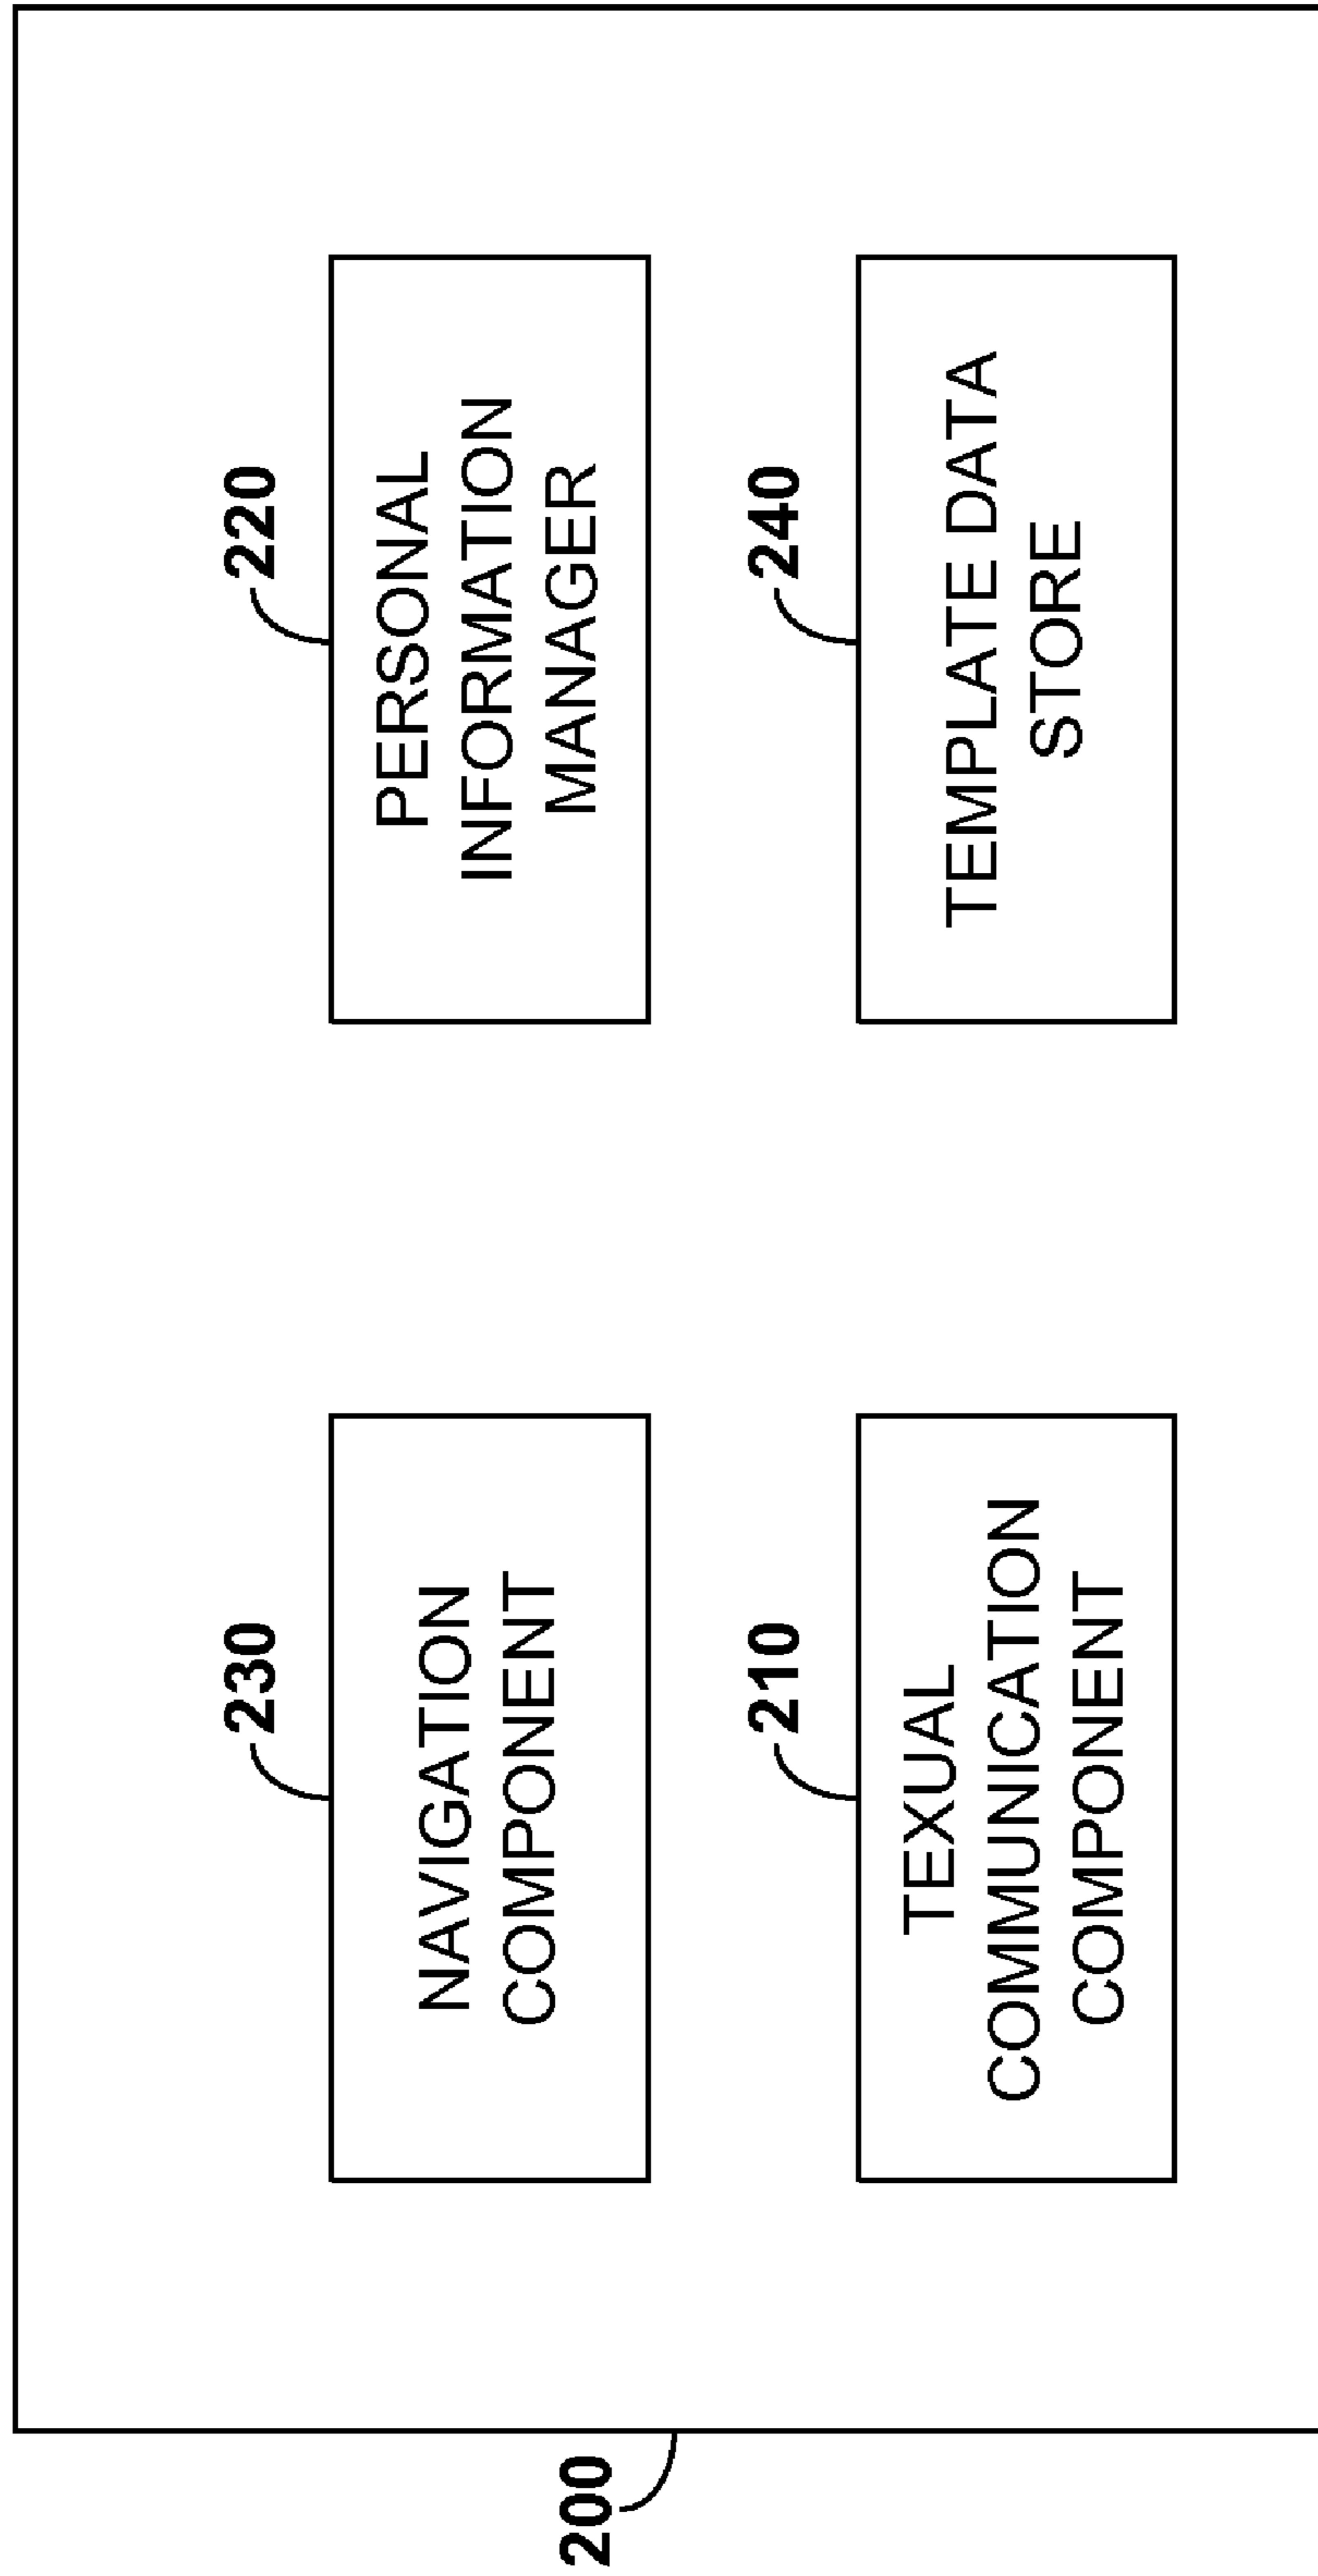 200
230
NAVIGATION
COMPONENT
220
PERSONAL
INFORMATION
MANAGER
210
TEXUAL
COMMUNICATION
COMPONENT
240
TEMPLATE DATA
STORE